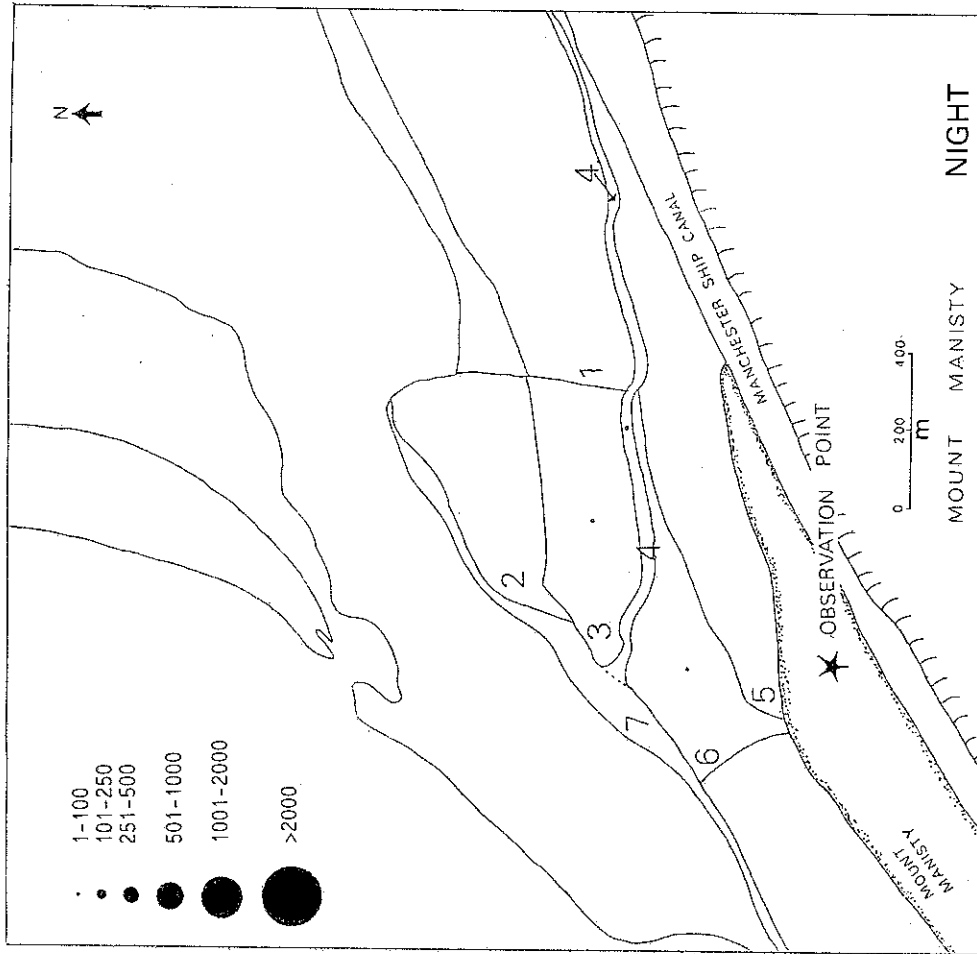 N
1-100
101-250
251-500
501-1000
1001-2000
>2000
1
2
3
4
4
5
6
7
MANCHESTER SHIP CANAL
OBSERVATION POINT
MOUNT
MANISTY
0 200 400
m
NIGHT
MOUNT MANISTY